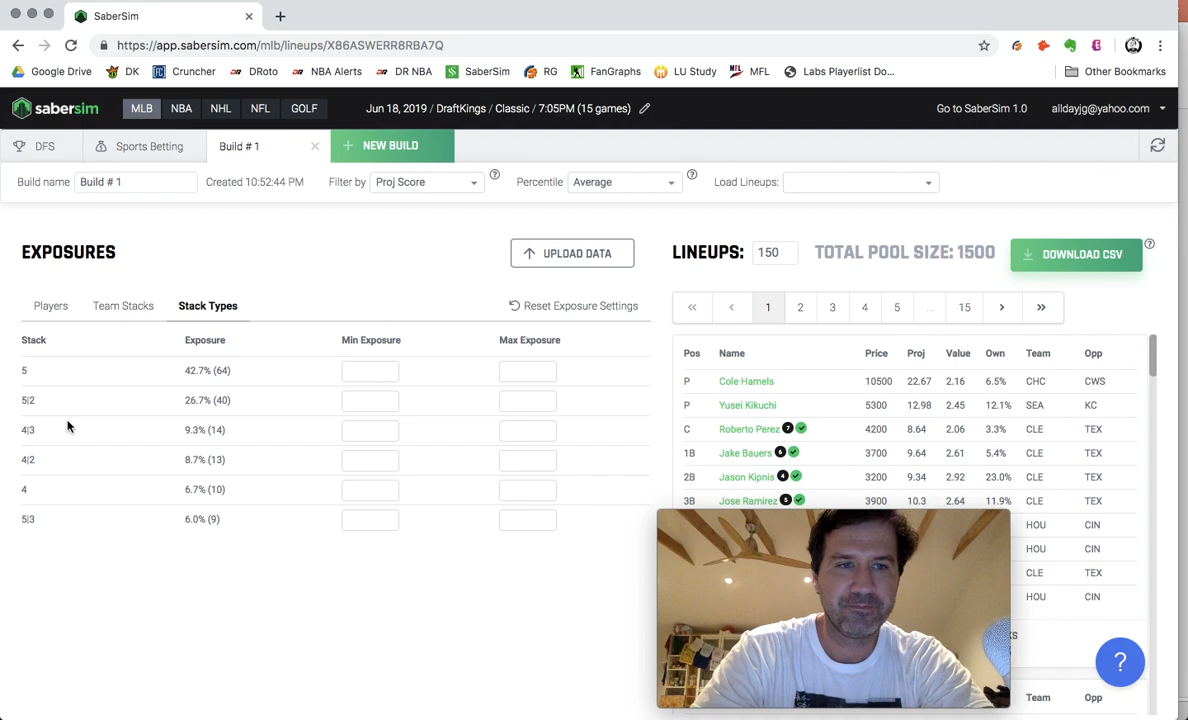 SaberSim
https://app.sabersim.com/mlb/lineups/X86ASWERR8RBA7Q
Google Drive DK Cruncher DRoto NBA Alerts DR NBA SaberSim RG FanGraphs LU Study MFL Labs Playerlist Do... Other Bookmarks
sabersim MLB NBA NHL NFL GOLF Jun 18, 2019 / DraftKings / Classic / 7:05PM (15 games) Go to SaberSim 1.0 alldayjg@yahoo.com
DFS Sports Betting Build # 1 NEW BUILD
Build name Build # 1 Created 10:52:44 PM Filter by Proj Score ? Percentile Average ? Load Lineups:
EXPOSURES UPLOAD DATA LINEUPS: 150 TOTAL POOL SIZE: 1500 DOWNLOAD CSV ?
Players Team Stacks Stack Types Reset Exposure Settings
« ‹ 1 2 3 4 5 ... 15 › »
Stack Exposure Min Exposure Max Exposure
5 42.7% (64)
5|2 26.7% (40)
4|3 9.3% (14)
4|2 8.7% (13)
4 6.7% (10)
5|3 6.0% (9)
Pos Name Price Proj Value Own Team Opp
P Cole Hamels 10500 22.67 2.16 6.5% CHC CWS
P Yusei Kikuchi 5300 12.98 2.45 12.1% SEA KC
C Roberto Perez 7 4200 8.64 2.06 3.3% CLE TEX
1B Jake Bauers 6 3700 9.64 2.61 5.4% CLE TEX
2B Jason Kipnis 4 3200 9.34 2.92 23.0% CLE TEX
3B Jose Ramirez 5 3900 10.3 2.64 11.9% CLE TEX
HOU CIN
HOU CIN
CLE TEX
HOU CIN
KS
Team Opp
?